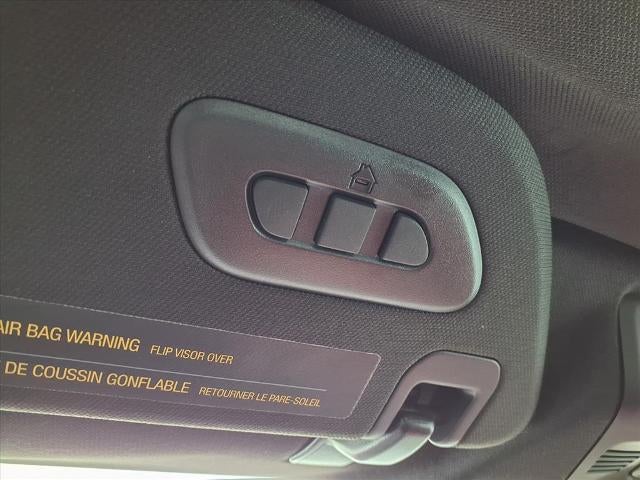 AIR BAG WARNING FLIP VISOR OVER
DE COUSSIN GONFLABLE RETOURNER LE PARE-SOLEIL